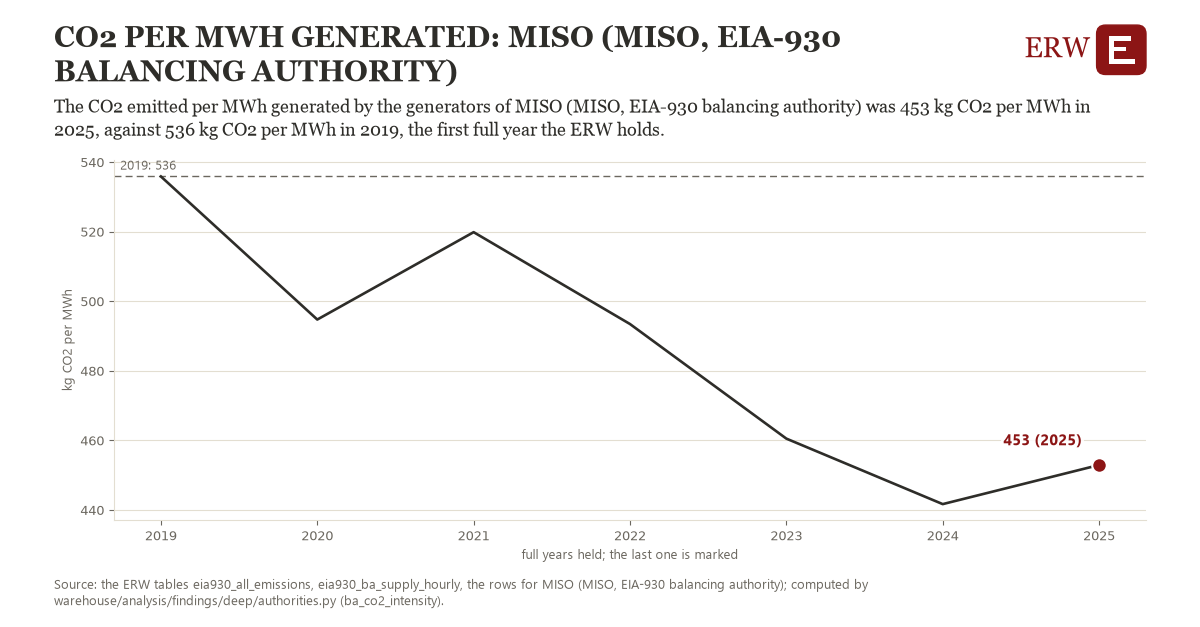 CO2 PER MWH GENERATED: MISO (MISO, EIA-930
BALANCING AUTHORITY)
ERW E
The CO2 emitted per MWh generated by the generators of MISO (MISO, EIA-930 balancing authority) was 453 kg CO2 per MWh in
2025, against 536 kg CO2 per MWh in 2019, the first full year the ERW holds.
540
2019: 536
520
500
480
460
440
kg CO2 per MWh
453 (2025)
2019 2020 2021 2022 2023 2024 2025
full years held; the last one is marked
Source: the ERW tables eia930_all_emissions, eia930_ba_supply_hourly, the rows for MISO (MISO, EIA-930 balancing authority); computed by
warehouse/analysis/findings/deep/authorities.py (ba_co2_intensity).